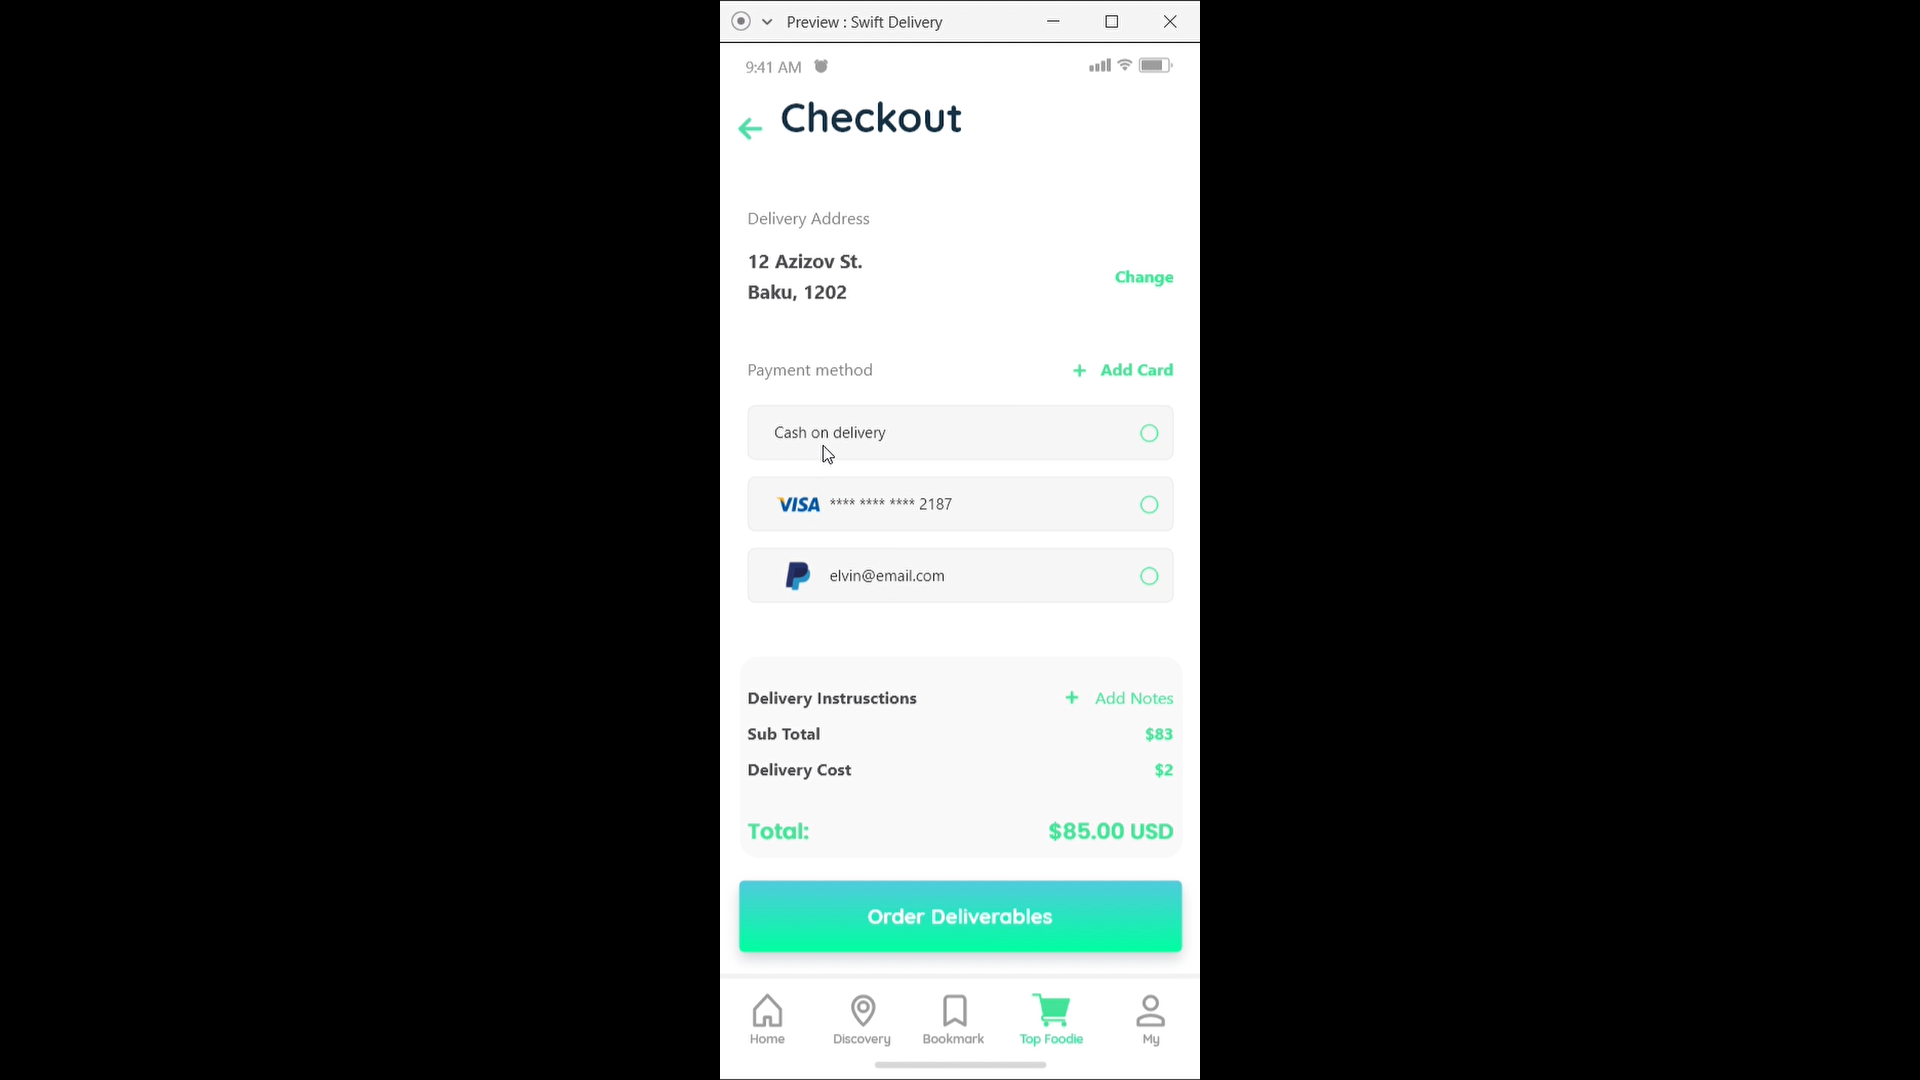 Preview : Swift Delivery
9:41 AM
Checkout
Delivery Address
12 Azizov St.
Baku, 1202
Change
Payment method
+ Add Card
Cash on delivery
VISA **** **** **** 2187
elvin@email.com
Delivery Instrusctions + Add Notes
Sub Total $83
Delivery Cost $2
Total: $85.00 USD
Order Deliverables
Home Discovery Bookmark Top Foodie My